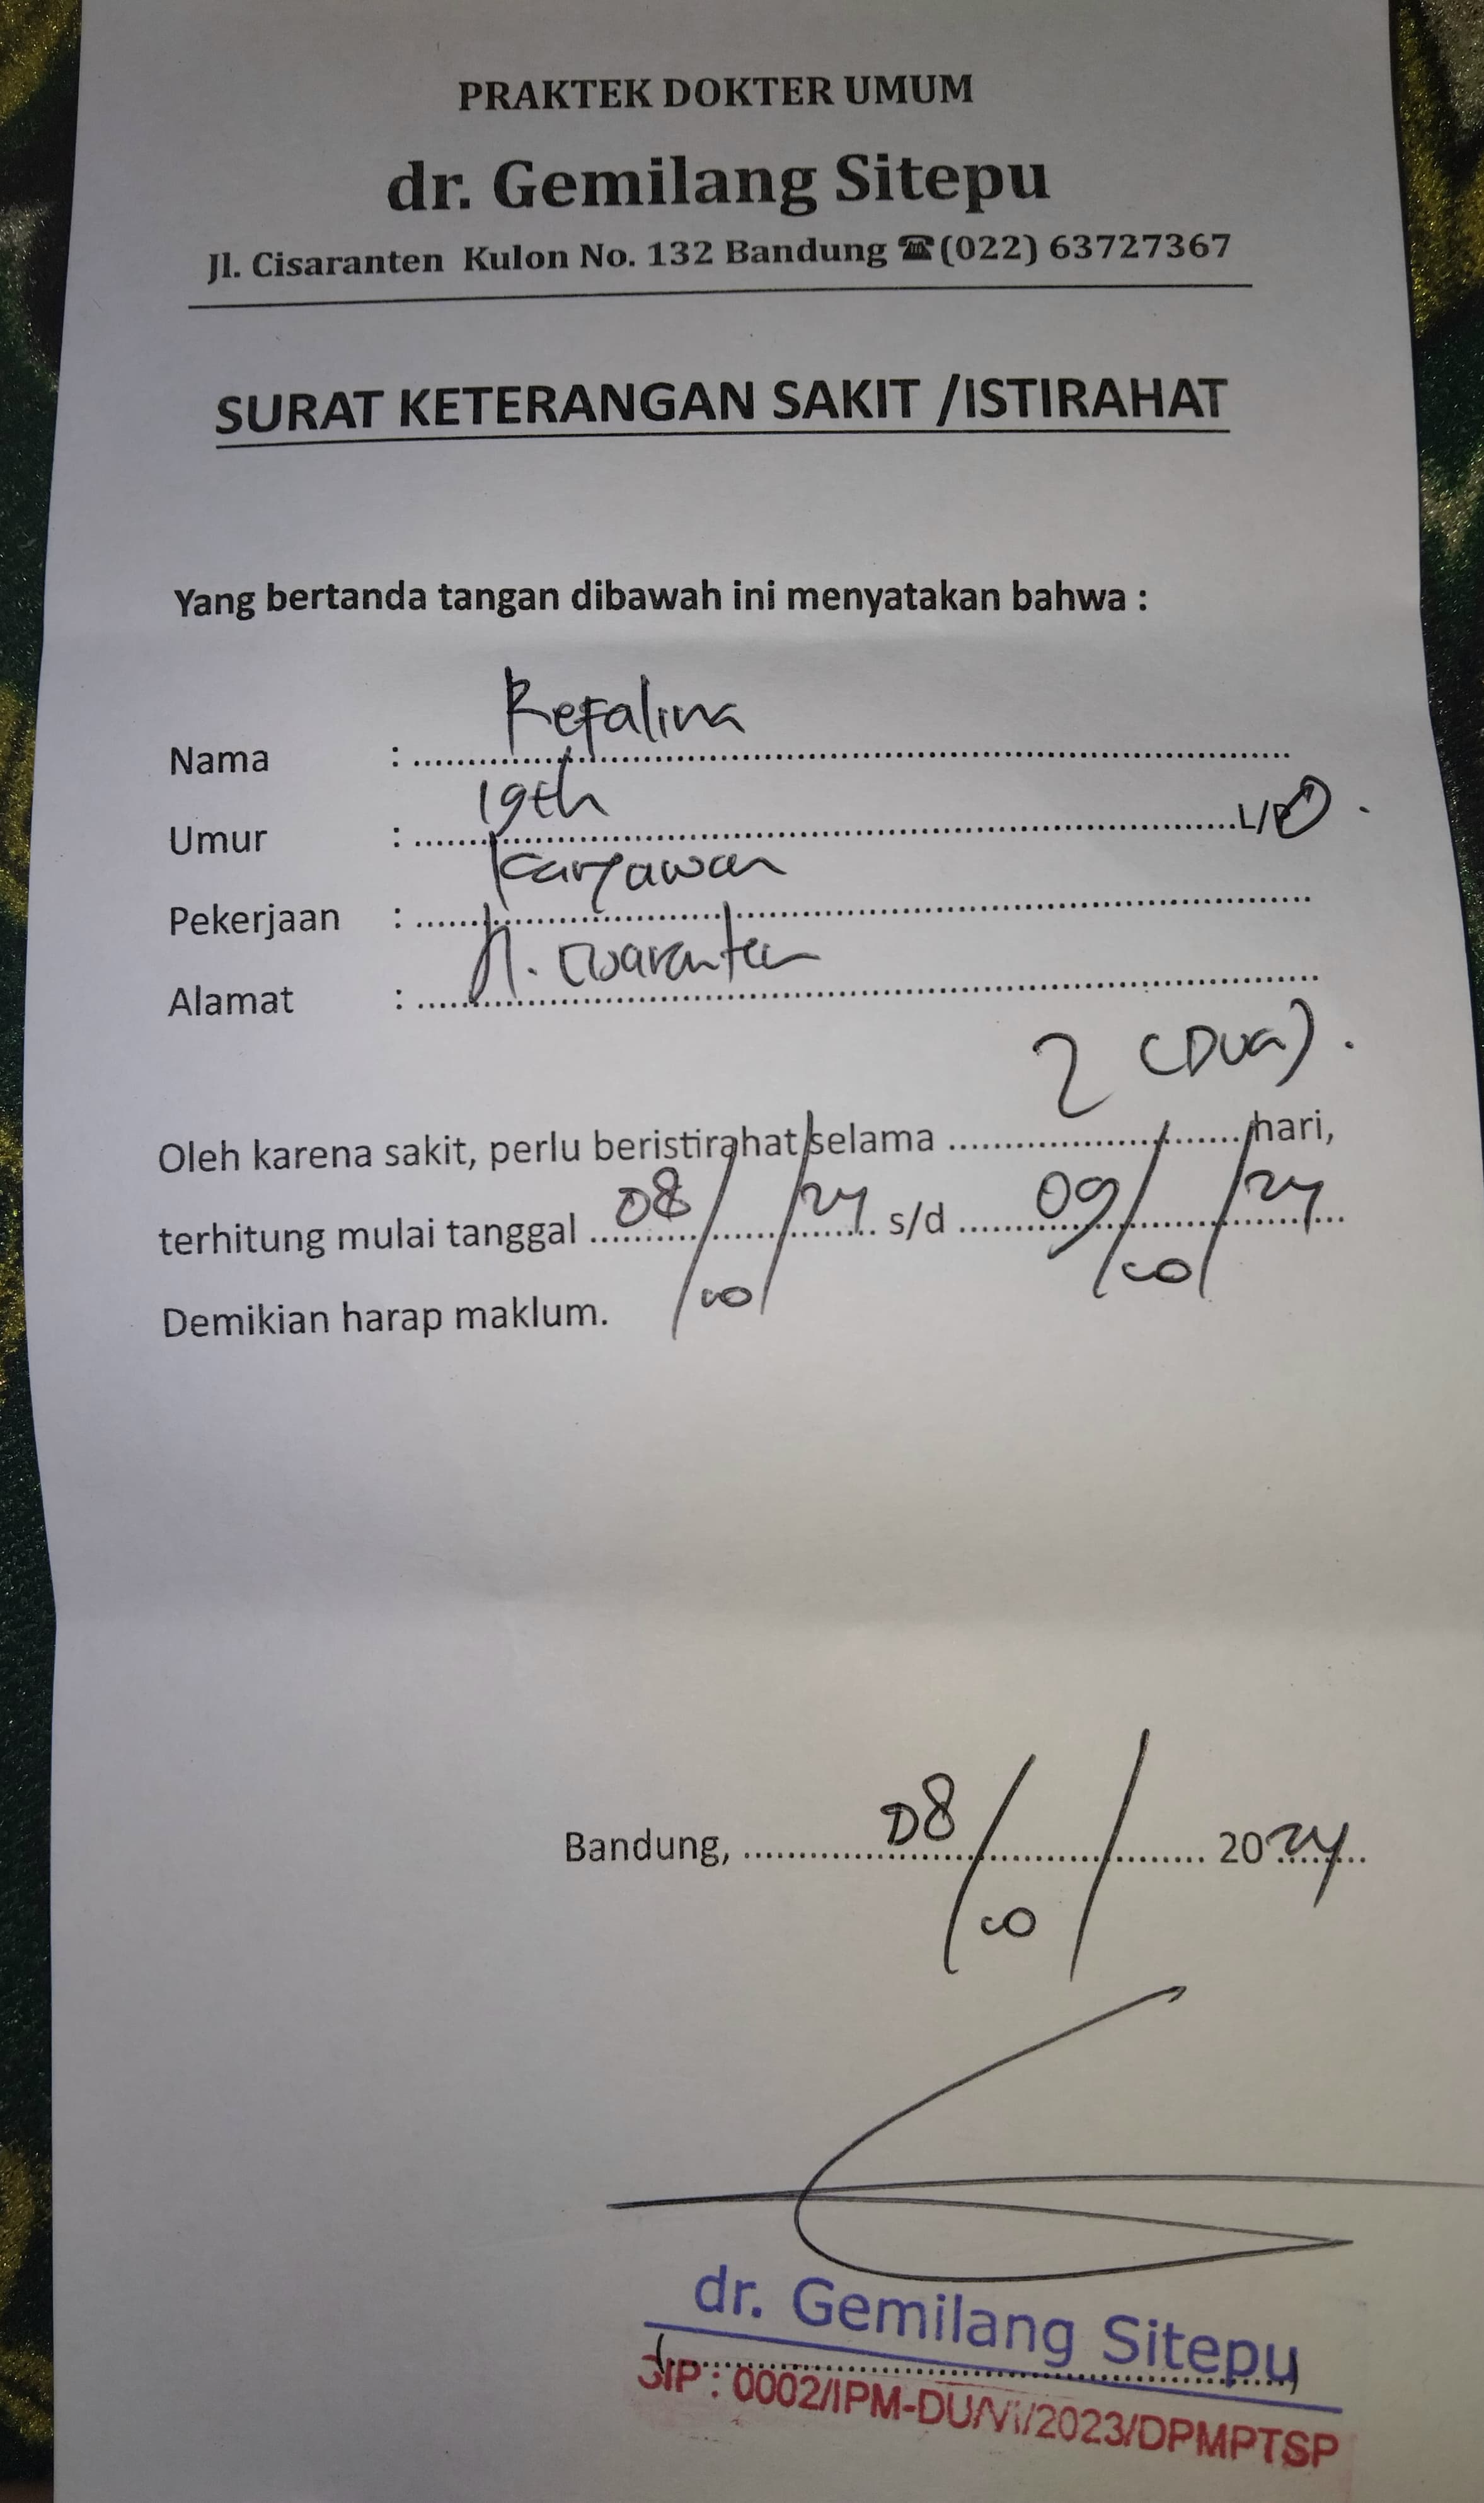 PRAKTEK DOKTER UMUM
dr. Gemilang Sitepu
Jl. Cisaranten Kulon No. 132 Bandung ☎(022) 63727367
SURAT KETERANGAN SAKIT /ISTIRAHAT
Yang bertanda tangan dibawah ini menyatakan bahwa :
Nama : Refalina
Umur : 19th L/P
Pekerjaan : Karyawan
Alamat : Jl.
Oleh karena sakit, perlu beristirahat selama 2 (Dua). hari,
terhitung mulai tanggal 08/ /24 s/d 09/ /24
Demikian harap maklum.
Bandung, 08/ / 2024
dr. Gemilang Sitepu
SIP : 0002/IPM-DU/VI/2023/DPMPTSP